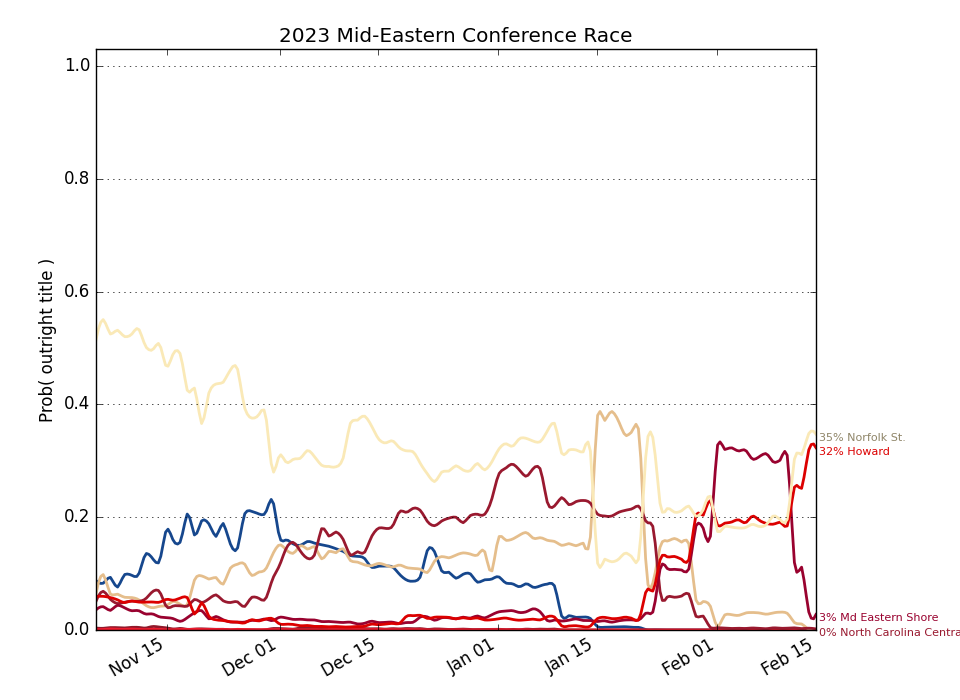 2023 Mid-Eastern Conference Race
Prob( outright title )
1.0
0.8
0.6
0.4
0.2
0.0
35% Norfolk St.
32% Howard
3% Md Eastern Shore
0% North Carolina Centra
Nov 15
Dec 01
Dec 15
Jan 01
Jan 15
Feb 01
Feb 15